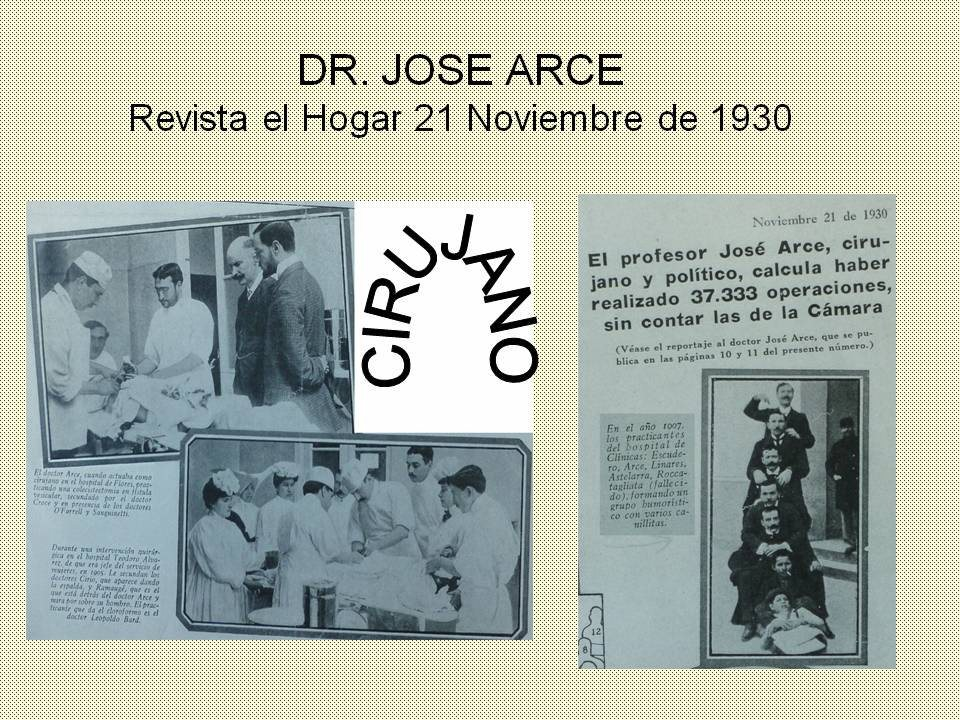 DR. JOSE ARCE
Revista el Hogar 21 Noviembre de 1930
CIRUJANO
El doctor Arce, cuando actuaba como
cirujano en el hospital de Flores, prac-
ticando una colecistectomía en fístula
vesicular, secundado por el doctor
Croce y en presencia de los doctores
O'Farrell y Sanguinetti.
Durante una intervención quirúr-
gica en el hospital Teodoro Alva-
rez, de que era jefe del servicio de
mujeres, en 1905. Le secundan los
doctores Cirio, que aparece dando
la espalda, y Ramaugé, que es el
que está detrás del doctor Arce y
mira por sobre su hombro. El prac-
ticante que da el cloroformo es el
doctor Leopoldo Bard.
Noviembre 21 de 1930
El profesor José Arce, ciru-
jano y político, calcula haber
realizado 37.333 operaciones,
sin contar las de la Cámara
(Véase el reportaje al doctor José Arce, que se pu-
blica en las páginas 10 y 11 del presente número.)
En el año 1907,
los practicantes
del hospital de
Clínicas: Escude-
ro, Arce, Linares,
Astelarra, Rocca-
tagliata (falleci-
do), formando un
grupo humorísti-
co con varios ca-
nillitas.
12
8